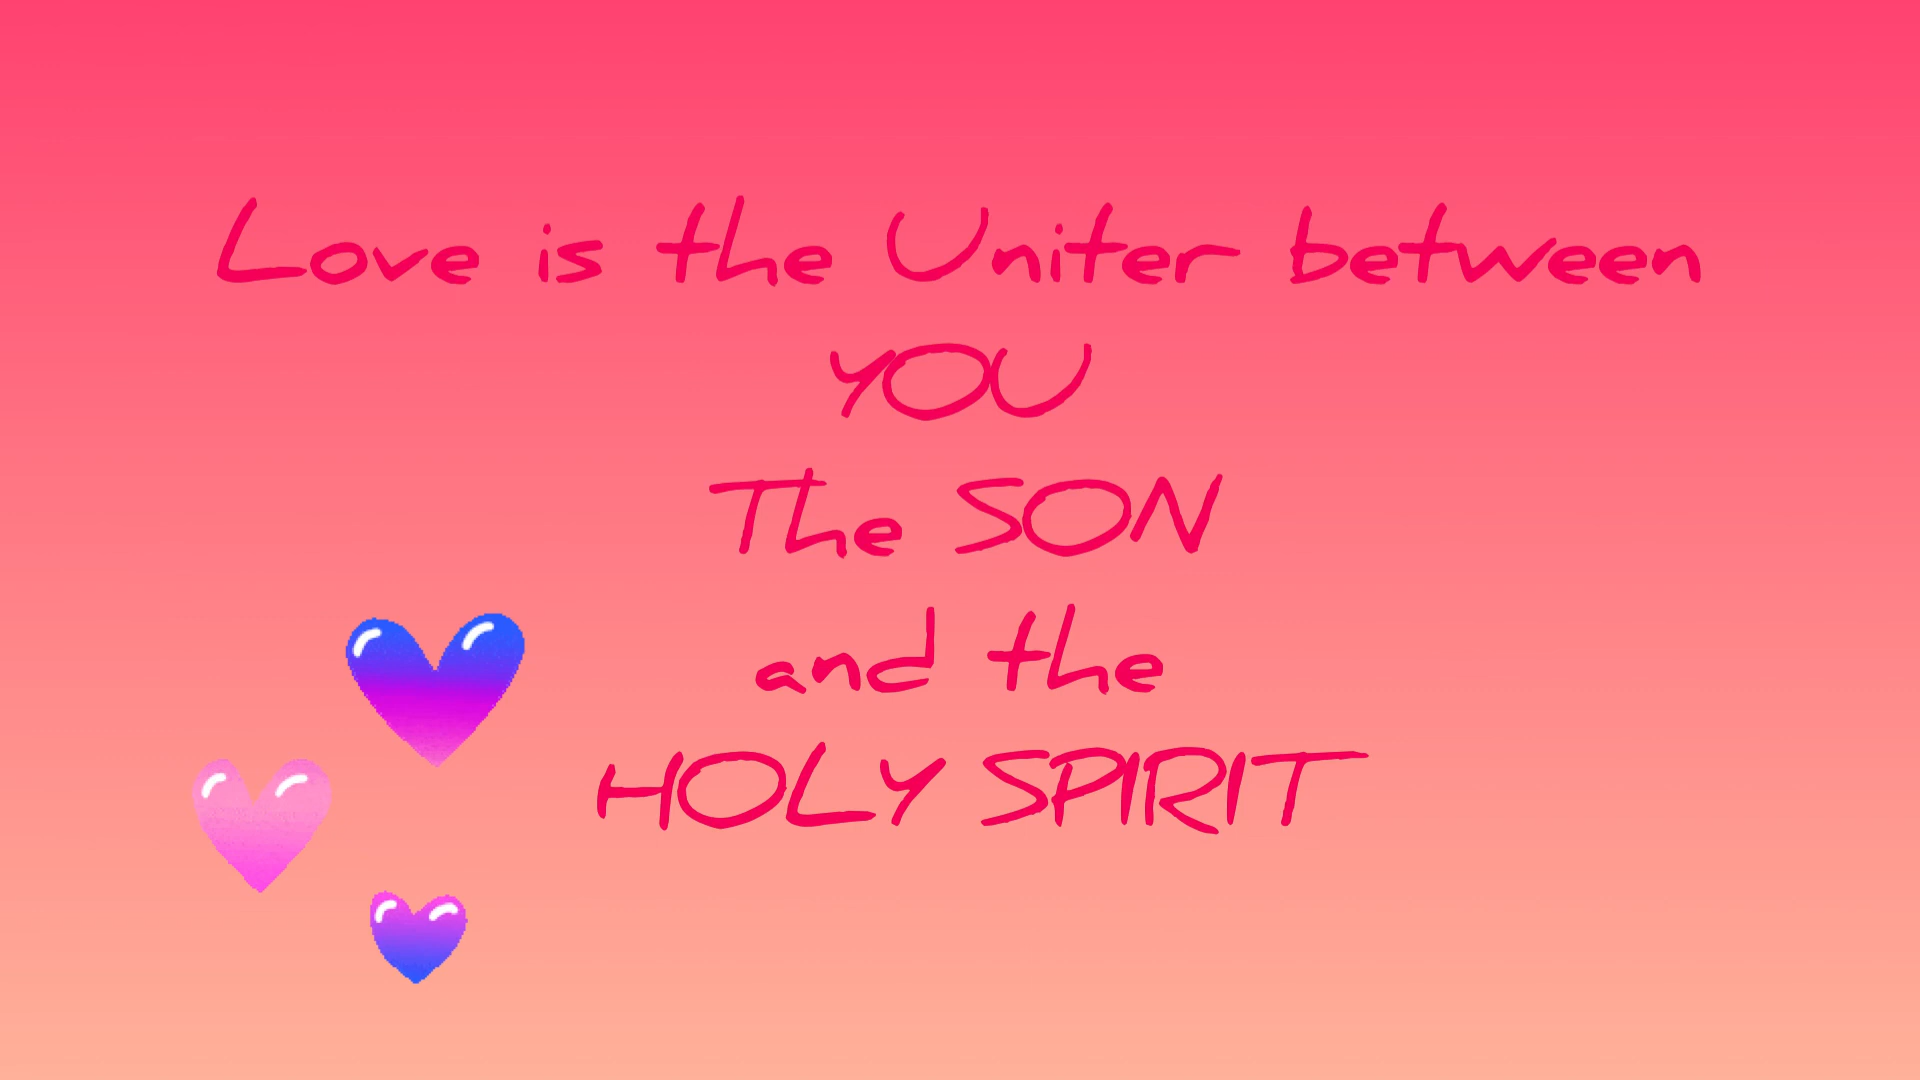 Love is the Uniter between
YOU
The SON
and the
HOLY SPIRIT